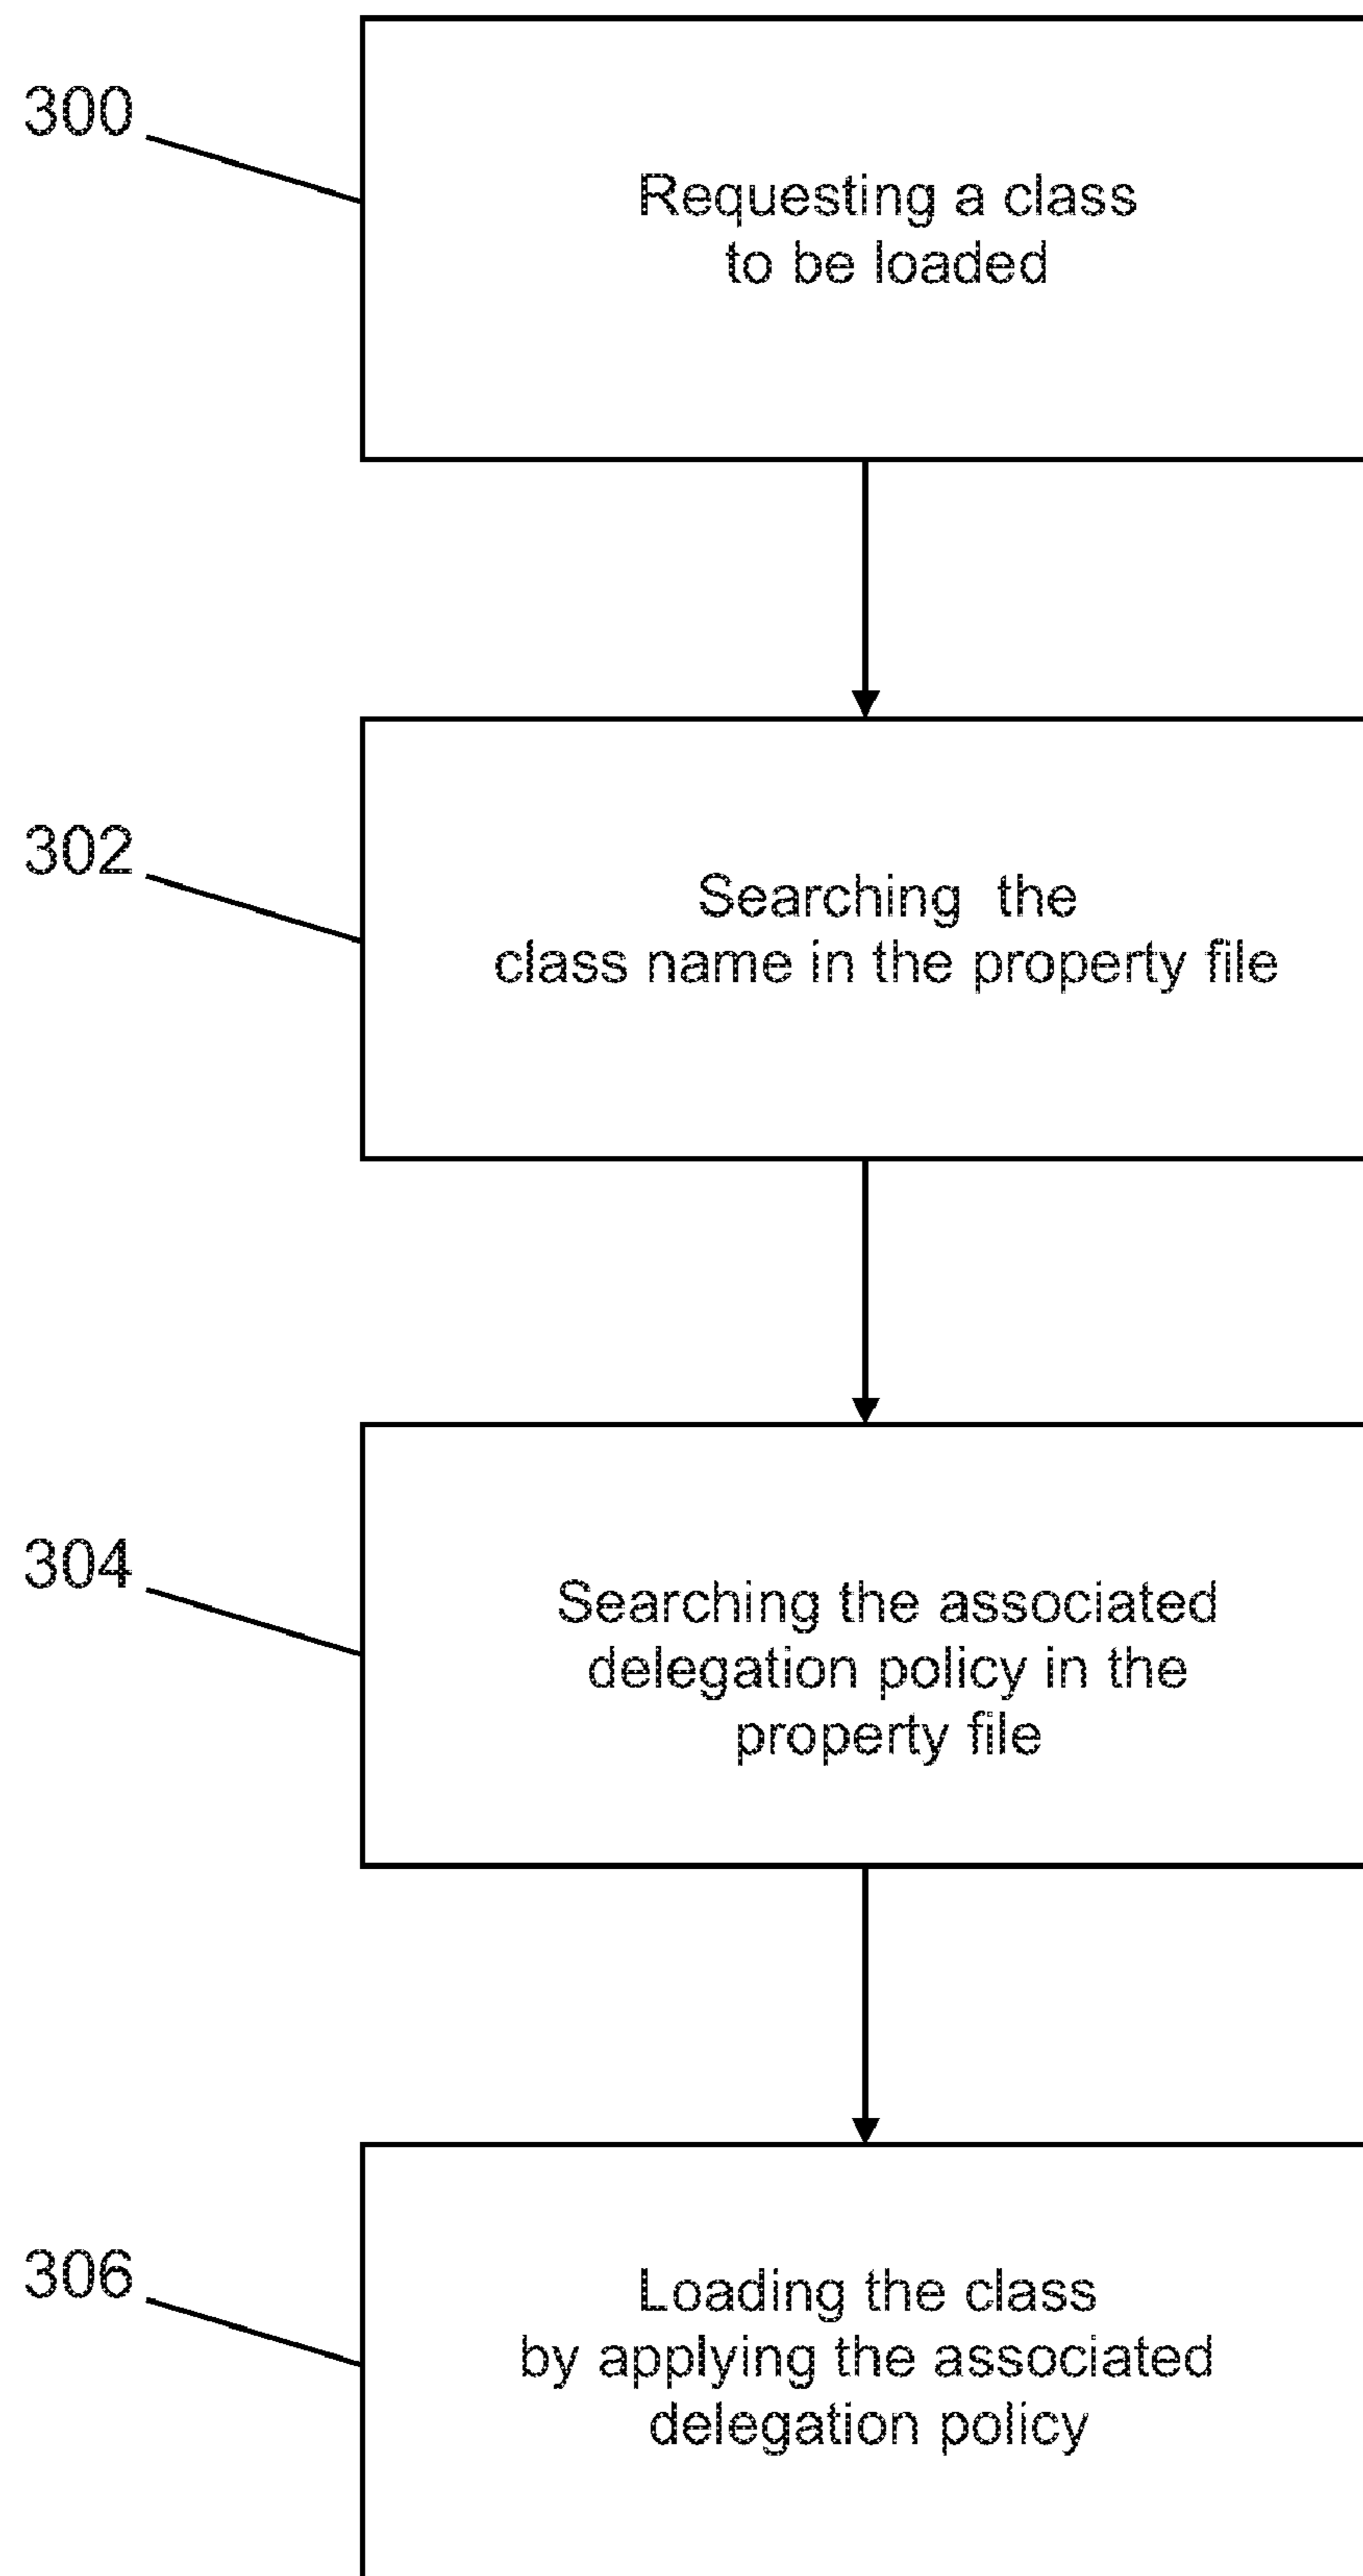 300
Requesting a class
to be loaded
302
Searching the
class name in the property file
304
Searching the associated
delegation policy in the
property file
306
Loading the class
by applying the associated
delegation policy